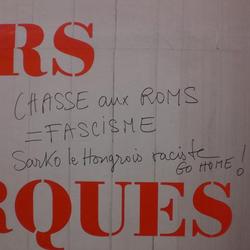 RS
CHASSE aux ROMS
= FASCISME
Sarko le Hongrois raciste
GO HOME !
RQUES